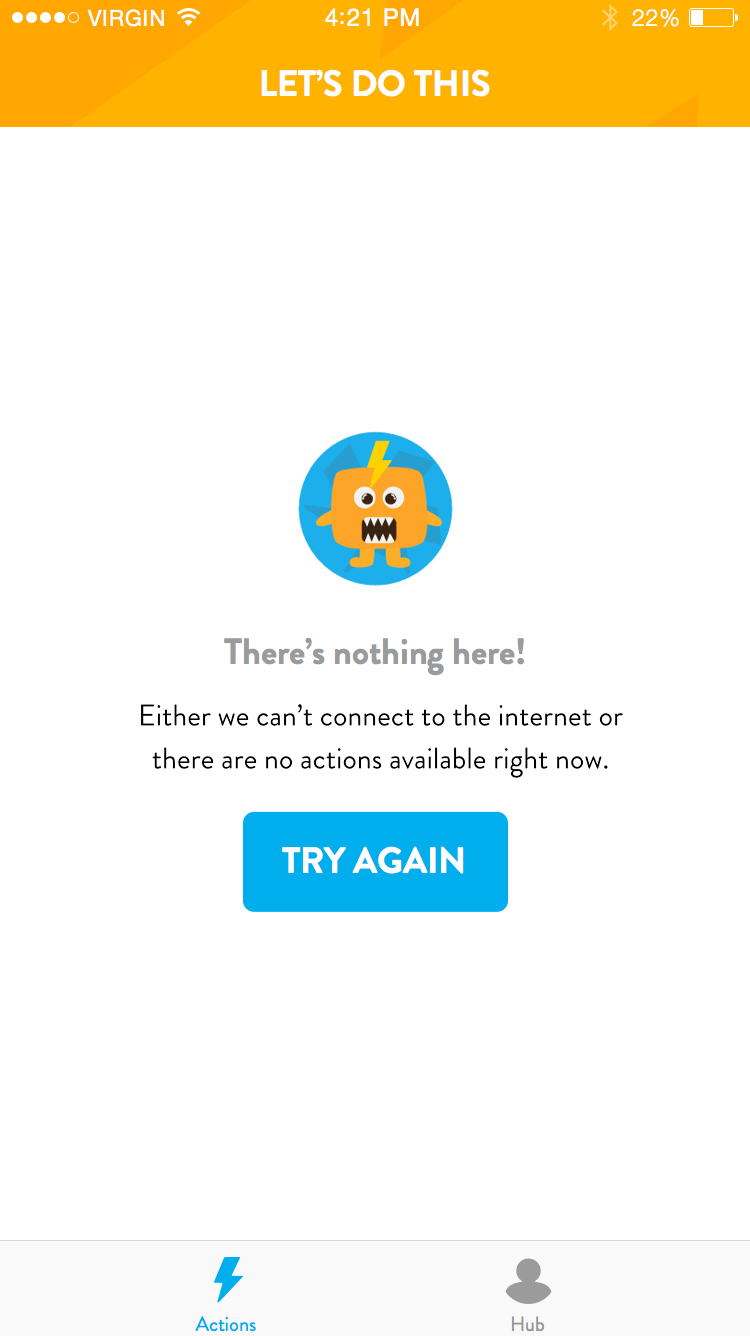 VIRGIN 4:21 PM 22%
LET’S DO THIS
There’s nothing here!
Either we can’t connect to the internet or
there are no actions available right now.
TRY AGAIN
Actions Hub